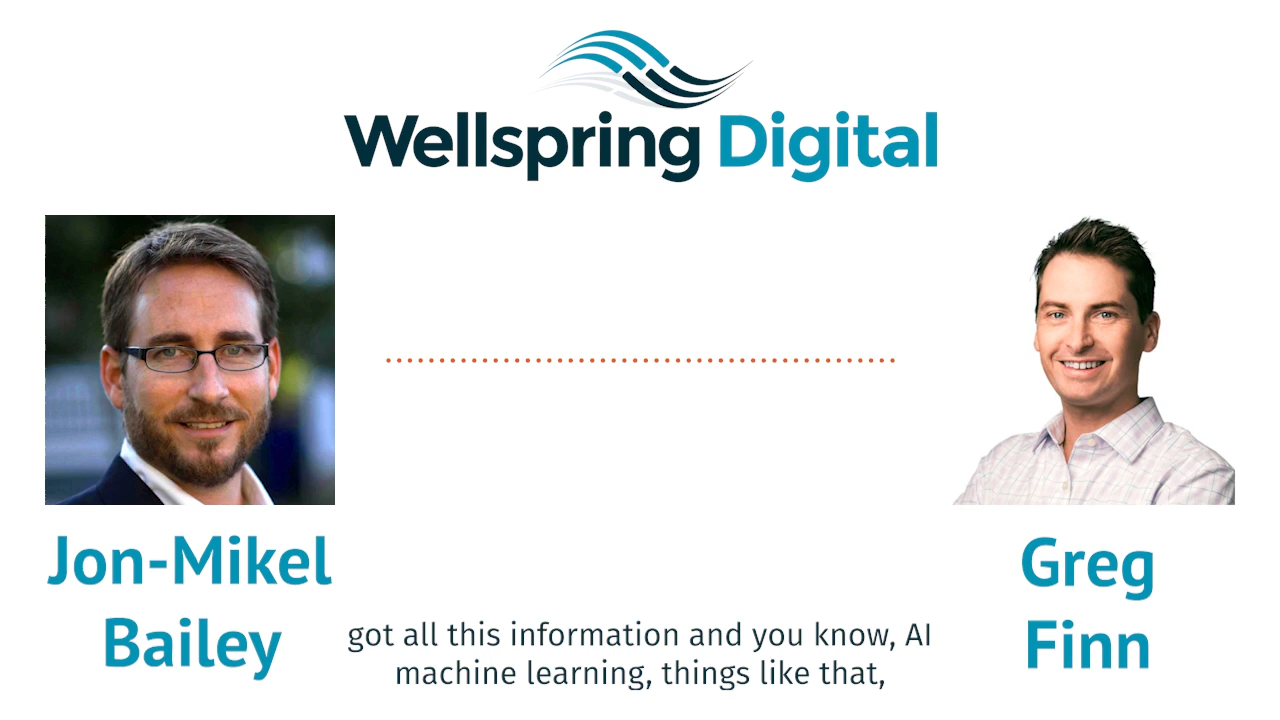 Wellspring Digital
Jon-Mikel
Bailey
Greg
Finn
got all this information and you know, AI
machine learning, things like that,